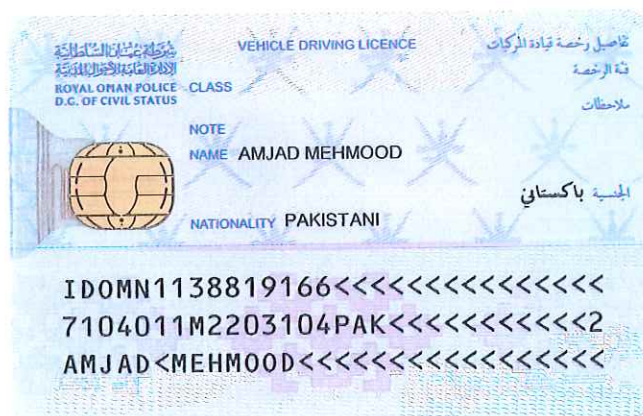 شرطة عمان السلطانية
الإدارة العامة للأحوال المدنية
ROYAL OMAN POLICE
D.G. OF CIVIL STATUS
VEHICLE DRIVING LICENCE
تفاصيل رخصة قيادة المركبات
CLASS
فئة الرخصة
NOTE
ملاحظات
NAME AMJAD MEHMOOD
NATIONALITY PAKISTANI
الجنسية باكستاني
IDOMN1138819166<<<<<<<<<<<<<<<
7104011M2203104PAK<<<<<<<<<<<2
AMJAD<MEHMOOD<<<<<<<<<<<<<<<<<